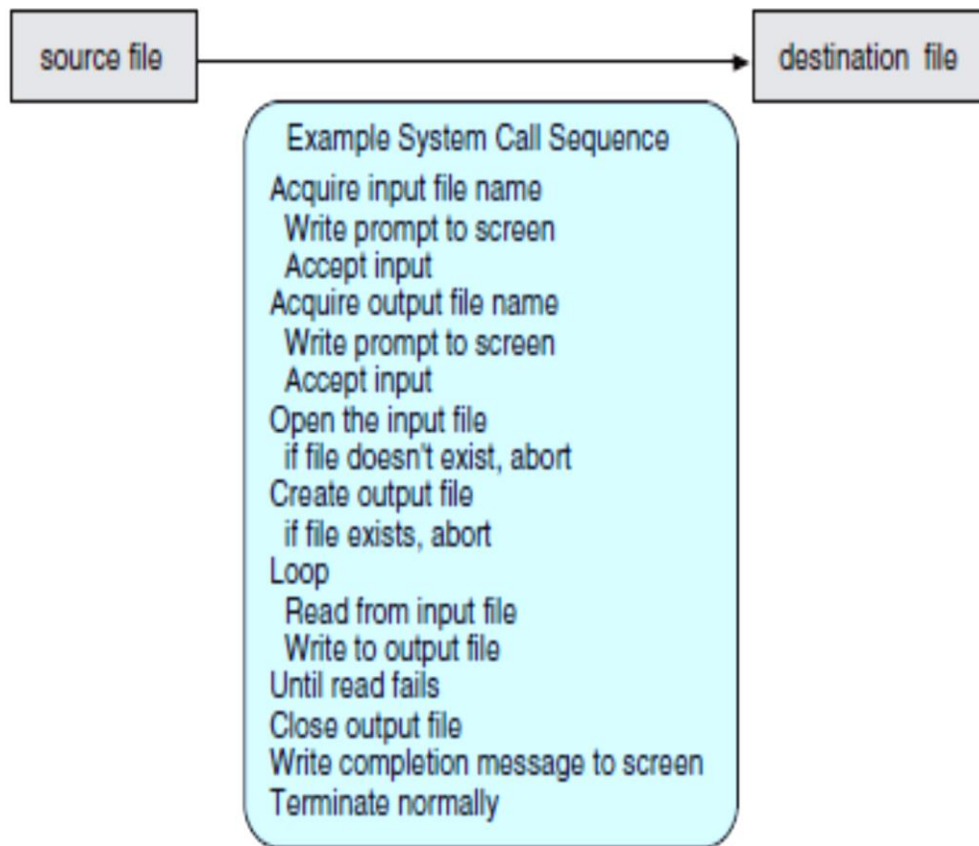 source file
destination file
Example System Call Sequence
Acquire input file name
Write prompt to screen
Accept input
Acquire output file name
Write prompt to screen
Accept input
Open the input file
if file doesn't exist, abort
Create output file
if file exists, abort
Loop
Read from input file
Write to output file
Until read fails
Close output file
Write completion message to screen
Terminate normally